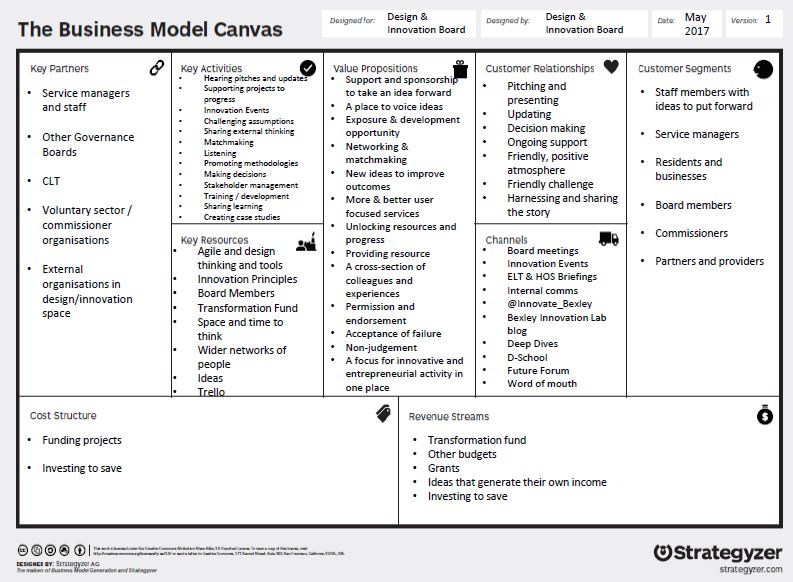 The Business Model Canvas
Designed for:
Design &
Innovation Board
Designed by:
Design &
Innovation Board
Date:
May
2017
Version:
1
Key Partners
• Service managers
and staff
• Other Governance
Boards
• CLT
• Voluntary sector /
commissioner
organisations
• External
organisations in
design/innovation
space
Key Activities
• Hearing pitches and updates
• Supporting projects to
progress
• Innovation Events
• Challenging assumptions
• Sharing external thinking
• Matchmaking
• Listening
• Promoting methodologies
• Making decisions
• Stakeholder management
• Training / development
• Sharing learning
• Creating case studies
Key Resources
• Agile and design
thinking and tools
• Innovation Principles
• Board Members
• Transformation Fund
• Space and time to
think
• Wider networks of
people
• Ideas
• Trello
Value Propositions
• Support and sponsorship
to take an idea forward
• A place to voice ideas
• Exposure & development
opportunity
• Networking &
matchmaking
• New ideas to improve
outcomes
• More & better user
focused services
• Unlocking resources and
progress
• Providing resource
• A cross-section of
colleagues and
experiences
• Permission and
endorsement
• Acceptance of failure
• Non-judgement
• A focus for innovative and
entrepreneurial activity in
one place
Customer Relationships
• Pitching and
presenting
• Updating
• Decision making
• Ongoing support
• Friendly, positive
atmosphere
• Friendly challenge
• Harnessing and sharing
the story
Channels
• Board meetings
• Innovation Events
• ELT & HOS Briefings
• Internal comms
• @Innovate_Bexley
• Bexley Innovation Lab
blog
• Deep Dives
• D-School
• Future Forum
• Word of mouth
Customer Segments
• Staff members with
ideas to put forward
• Service managers
• Residents and
businesses
• Board members
• Commissioners
• Partners and providers
Cost Structure
• Funding projects
• Investing to save
Revenue Streams
• Transformation fund
• Other budgets
• Grants
• Ideas that generate their own income
• Investing to save
DESIGNED BY: Strategyzer AG
The makers of Business Model Generation and Strategyzer
Strategyzer
strategyzer.com